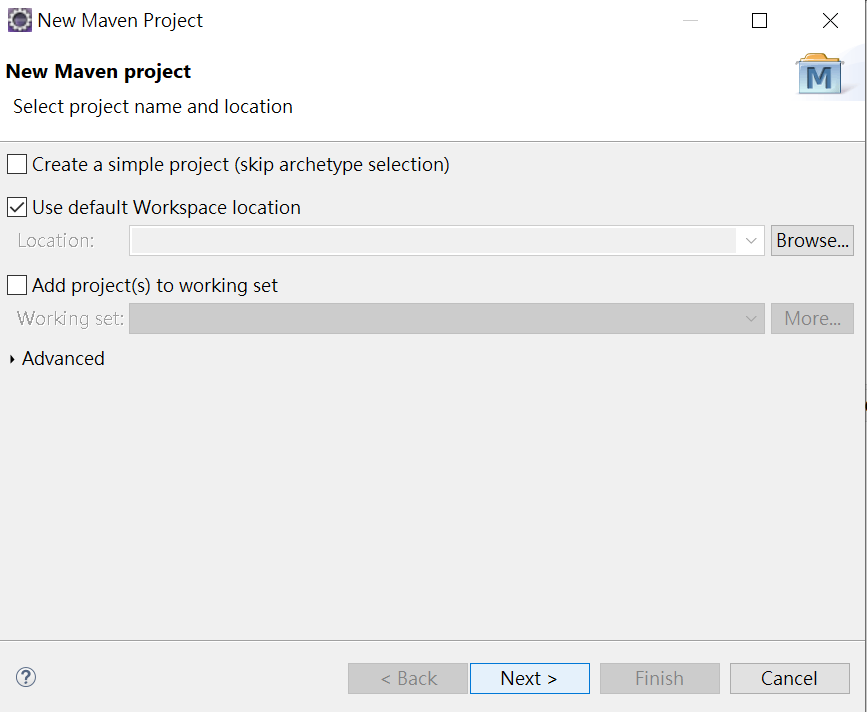 New Maven Project
New Maven project
Select project name and location
M
Create a simple project (skip archetype selection)
Use default Workspace location
Location: Browse...
Add project(s) to working set
Working set: More...
Advanced
? < Back Next > Finish Cancel